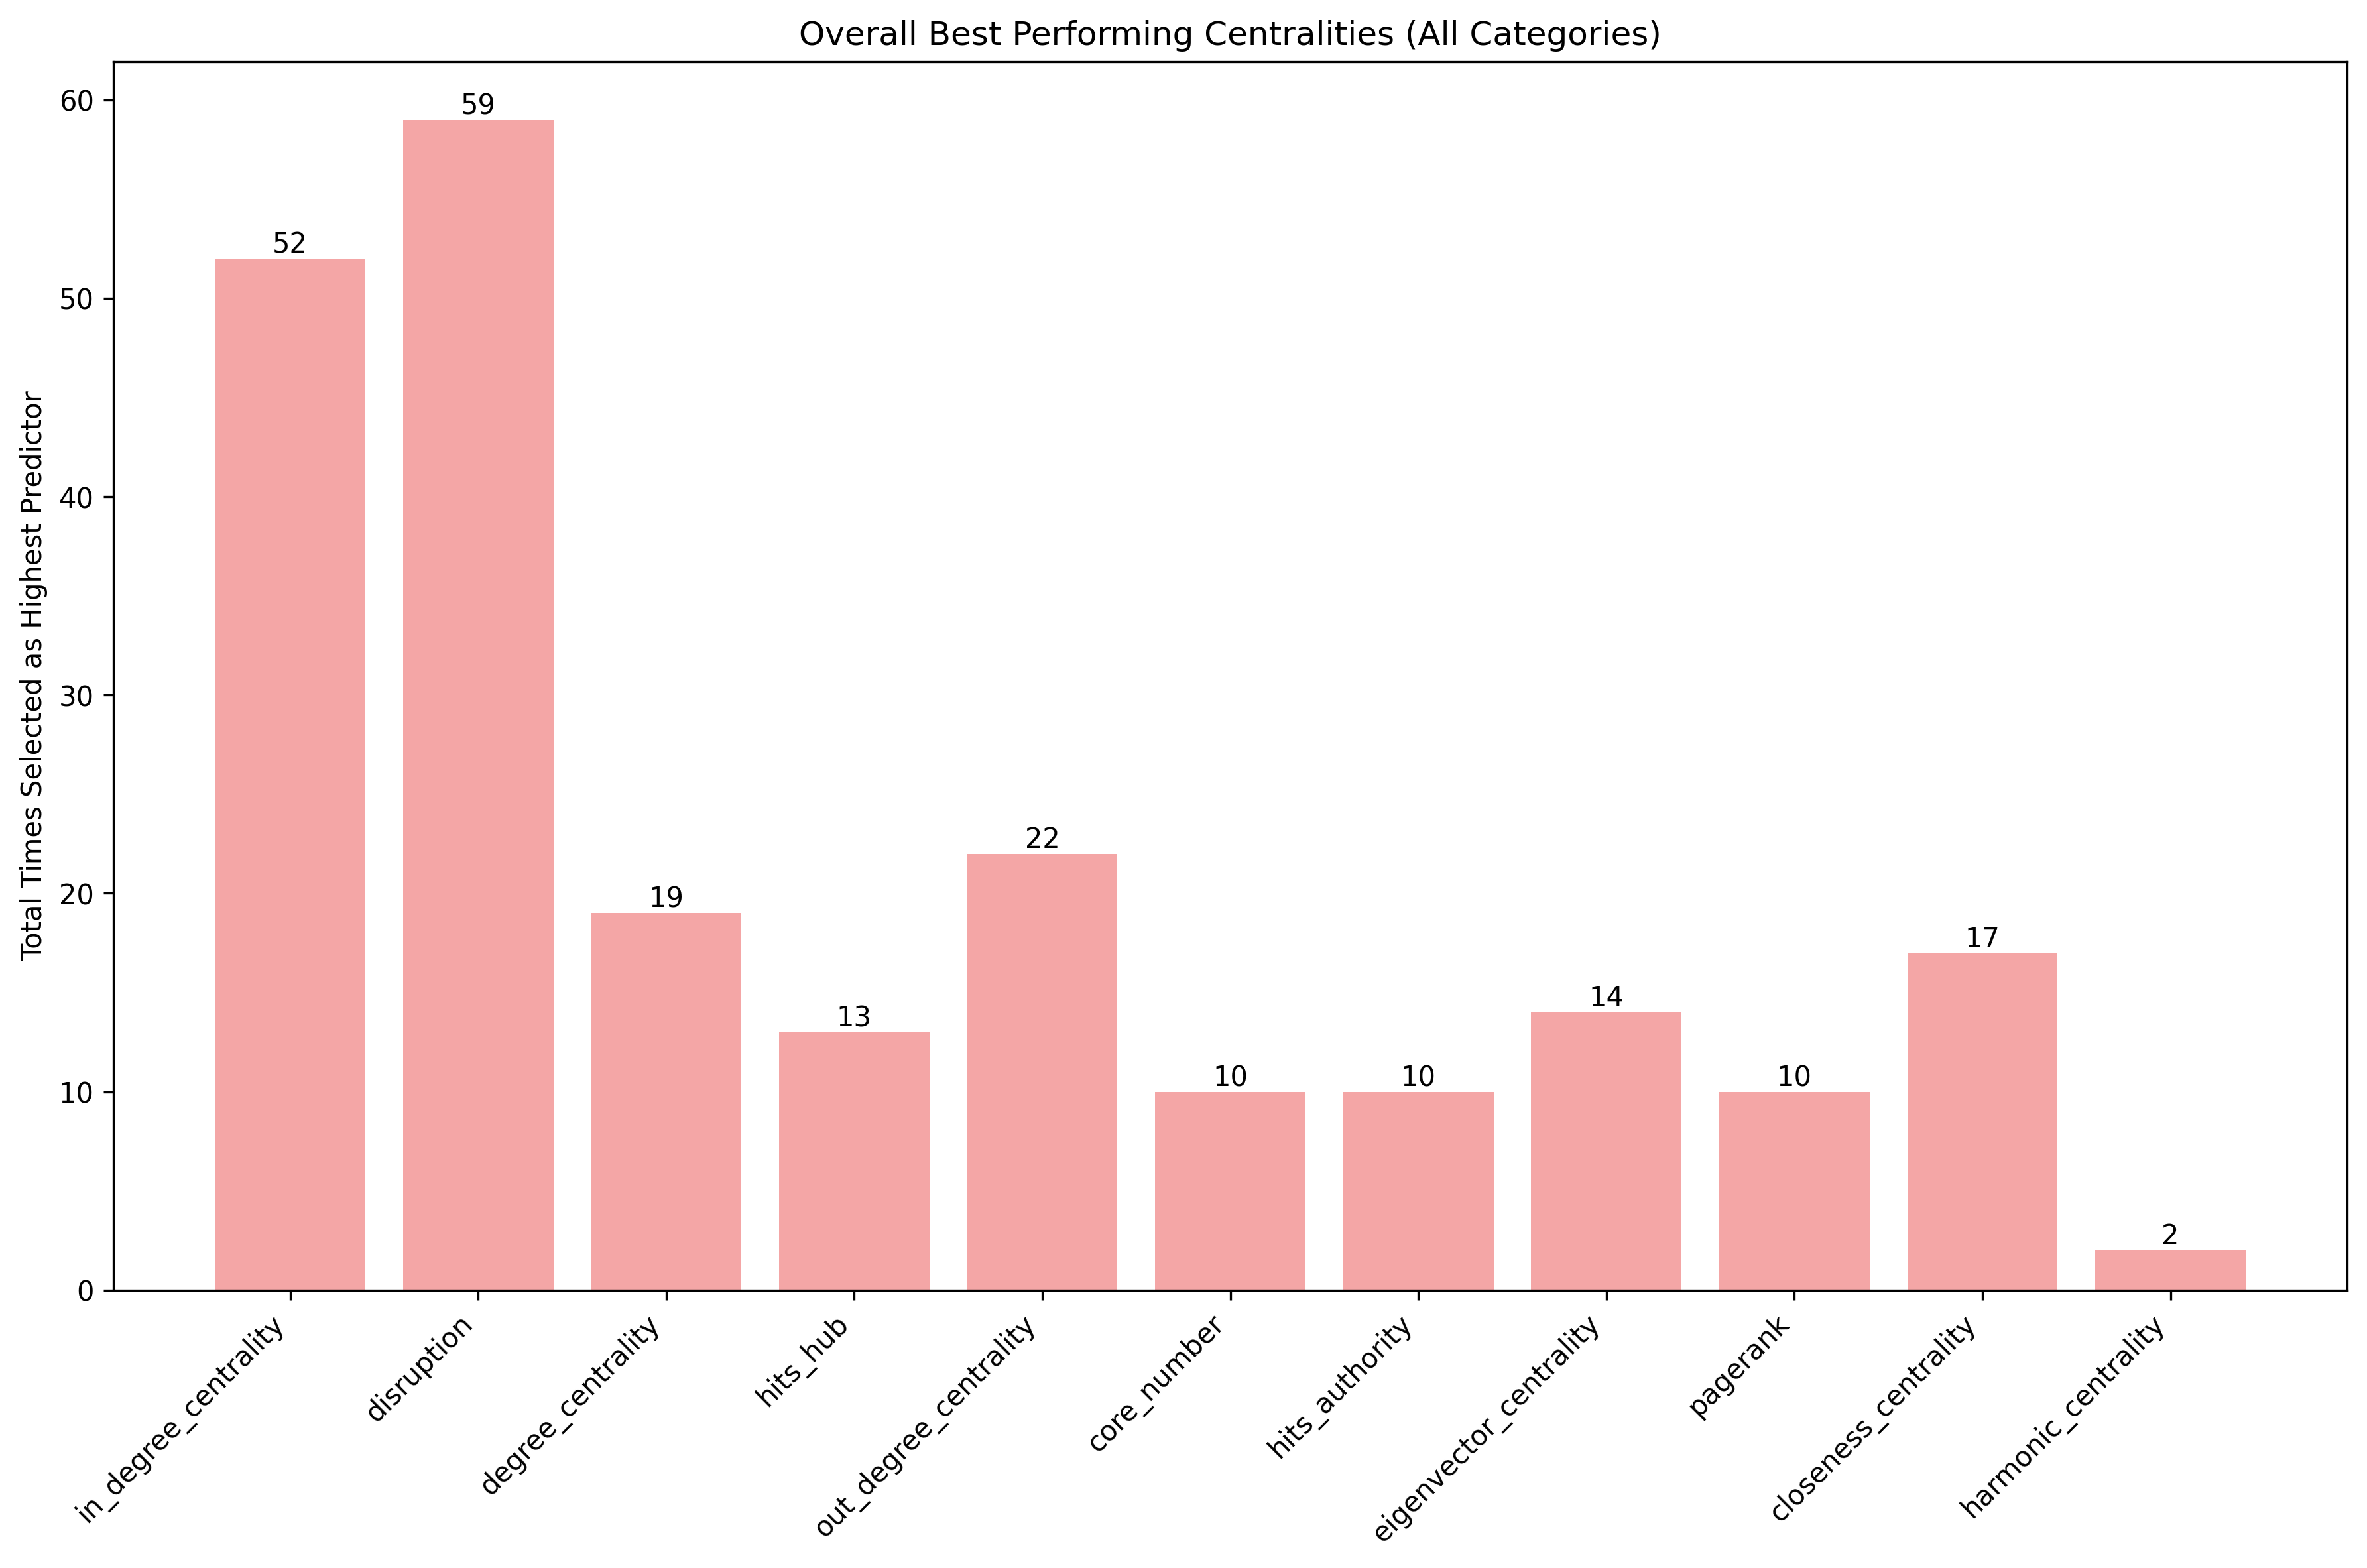 Overall Best Performing Centralities (All Categories)
Total Times Selected as Highest Predictor
60
50
40
30
20
10
0
52
59
19
13
22
10
10
14
10
17
2
in_degree_centrality
disruption
degree_centrality
hits_hub
out_degree_centrality
core_number
hits_authority
eigenvector_centrality
pagerank
closeness_centrality
harmonic_centrality